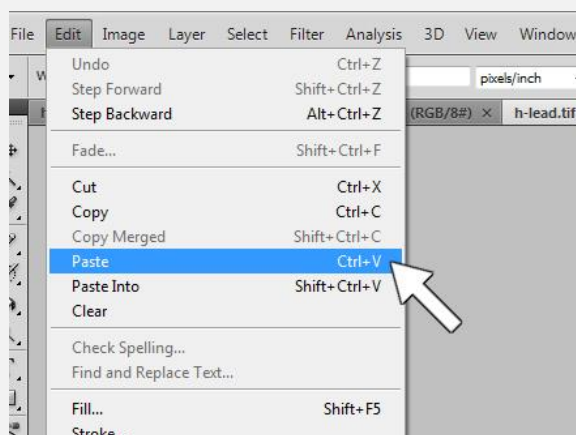 File Edit Image Layer Select Filter Analysis 3D View Window
pixels/inch
(RGB/8#) × h-lead.tif
Undo Ctrl+Z
Step Forward Shift+Ctrl+Z
Step Backward Alt+Ctrl+Z
Fade... Shift+Ctrl+F
Cut Ctrl+X
Copy Ctrl+C
Copy Merged Shift+Ctrl+C
Paste Ctrl+V
Paste Into Shift+Ctrl+V
Clear
Check Spelling...
Find and Replace Text...
Fill... Shift+F5
Stroke...